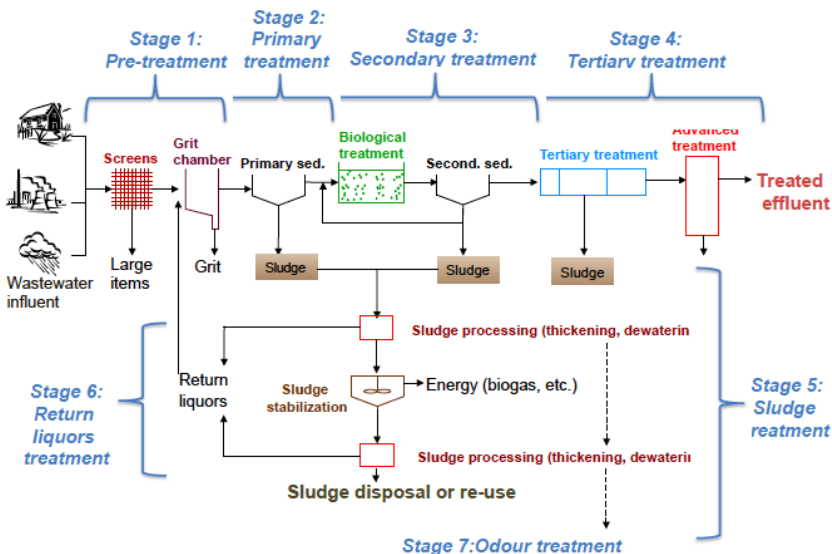 Stage 1:
Pre-treatment
Stage 2:
Primary
treatment
Stage 3:
Secondary treatment
Stage 4:
Tertiary treatment
Screens
Grit
chamber
Primary sed.
Biological
treatment
Second. sed.
Tertiary treatment
Advanced
treatment
Treated
effluent
Wastewater
influent
Large
items
Grit
Sludge
Sludge
Sludge
Sludge processing (thickening, dewaterin
Stage 6:
Return
liquors
treatment
Return
liquors
Sludge
stabilization
Energy (biogas, etc.)
Stage 5:
Sludge
reatment
Sludge processing (thickening, dewaterin
Sludge disposal or re-use
Stage 7:Odour treatment